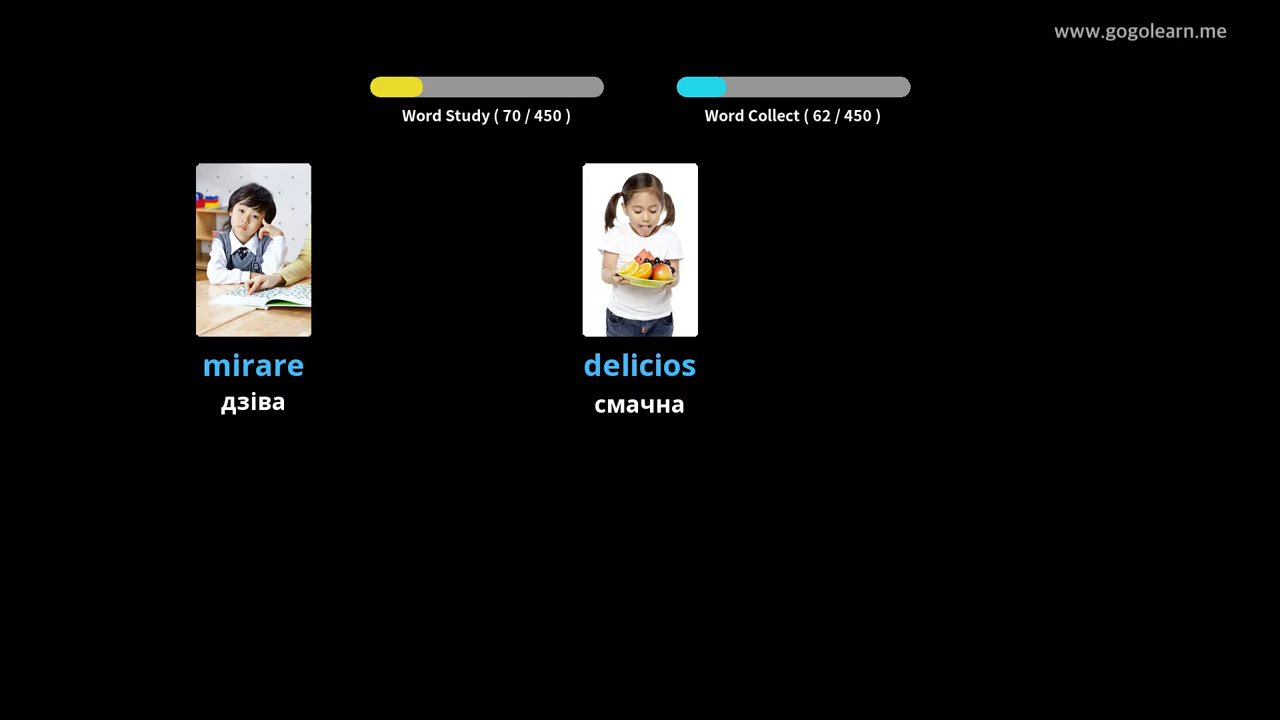 www.gogolearn.me
Word Study ( 70 / 450 )
Word Collect ( 62 / 450 )
mirare
дзіва
delicios
смачна